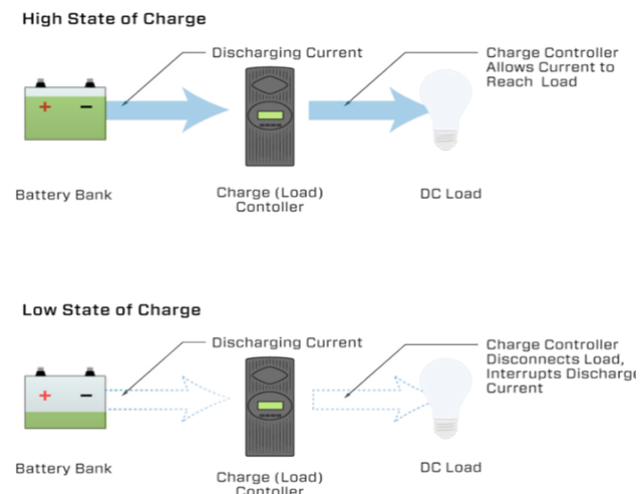 High State of Charge
Discharging Current
Charge Controller
Allows Current to
Reach Load
+ −
Battery Bank
Charge (Load)
Contoller
DC Load
Low State of Charge
Discharging Current
Charge Controller
Disconnects Load,
Interrupts Discharge
Current
+ −
Battery Bank
Charge (Load)
Contoller
DC Load